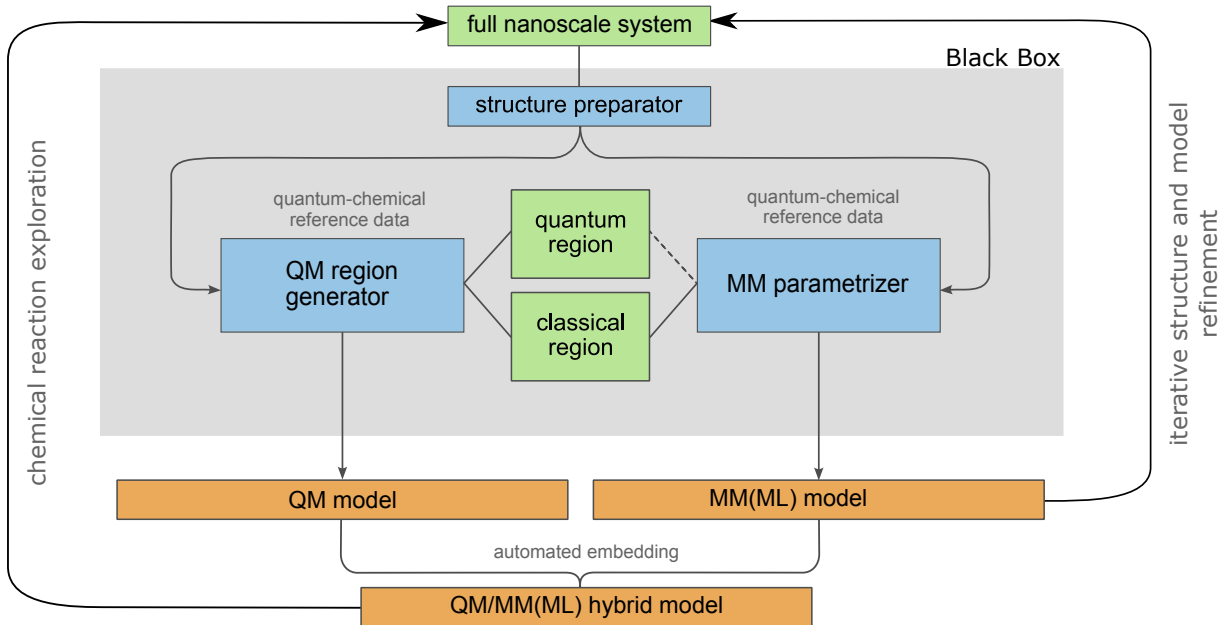 full nanoscale system
Black Box
structure preparator
quantum-chemical
reference data
quantum-chemical
reference data
quantum
region
QM region
generator
MM parametrizer
classical
region
chemical reaction exploration
iterative structure and model
refinement
QM model
MM(ML) model
automated embedding
QM/MM(ML) hybrid model